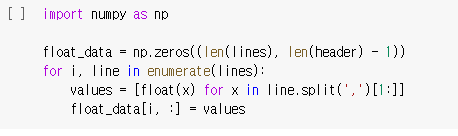 [ ] import numpy as np
float_data = np.zeros((len(lines), len(header) - 1))
for i, line in enumerate(lines):
    values = [float(x) for x in line.split(',')[1:]]
    float_data[i, :] = values